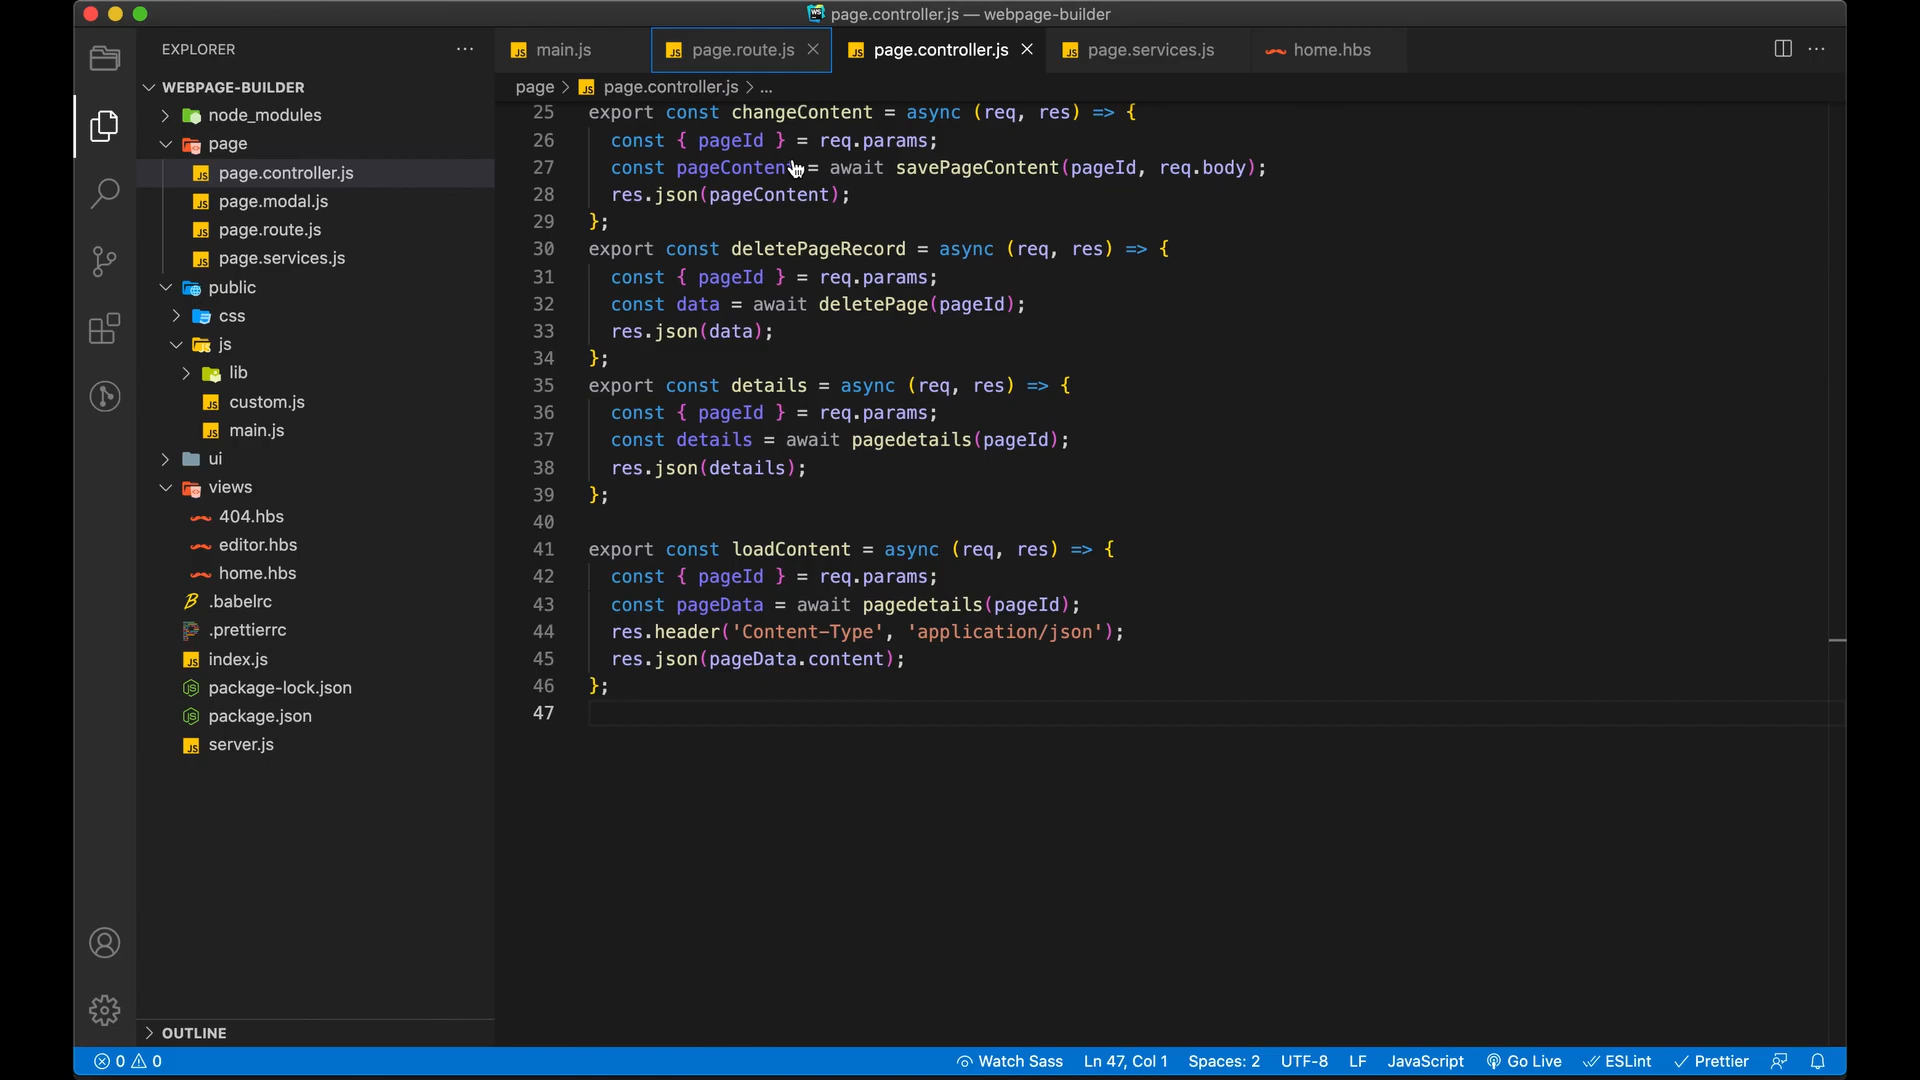 page.controller.js — webpage-builder
EXPLORER
WEBPAGE-BUILDER
node_modules
page
page.controller.js
page.modal.js
page.route.js
page.services.js
public
css
js
lib
custom.js
main.js
ui
views
404.hbs
editor.hbs
home.hbs
.babelrc
.prettierrc
index.js
package-lock.json
package.json
server.js
OUTLINE
main.js
page.route.js
page.controller.js
page.services.js
home.hbs
page > page.controller.js > ...
25 export const changeContent = async (req, res) => {
26 const { pageId } = req.params;
27 const pageContent = await savePageContent(pageId, req.body);
28 res.json(pageContent);
29 };
30 export const deletePageRecord = async (req, res) => {
31 const { pageId } = req.params;
32 const data = await deletePage(pageId);
33 res.json(data);
34 };
35 export const details = async (req, res) => {
36 const { pageId } = req.params;
37 const details = await pagedetails(pageId);
38 res.json(details);
39 };
40
41 export const loadContent = async (req, res) => {
42 const { pageId } = req.params;
43 const pageData = await pagedetails(pageId);
44 res.header('Content-Type', 'application/json');
45 res.json(pageData.content);
46 };
47
0 0 Watch Sass Ln 47, Col 1 Spaces: 2 UTF-8 LF JavaScript Go Live ESLint Prettier